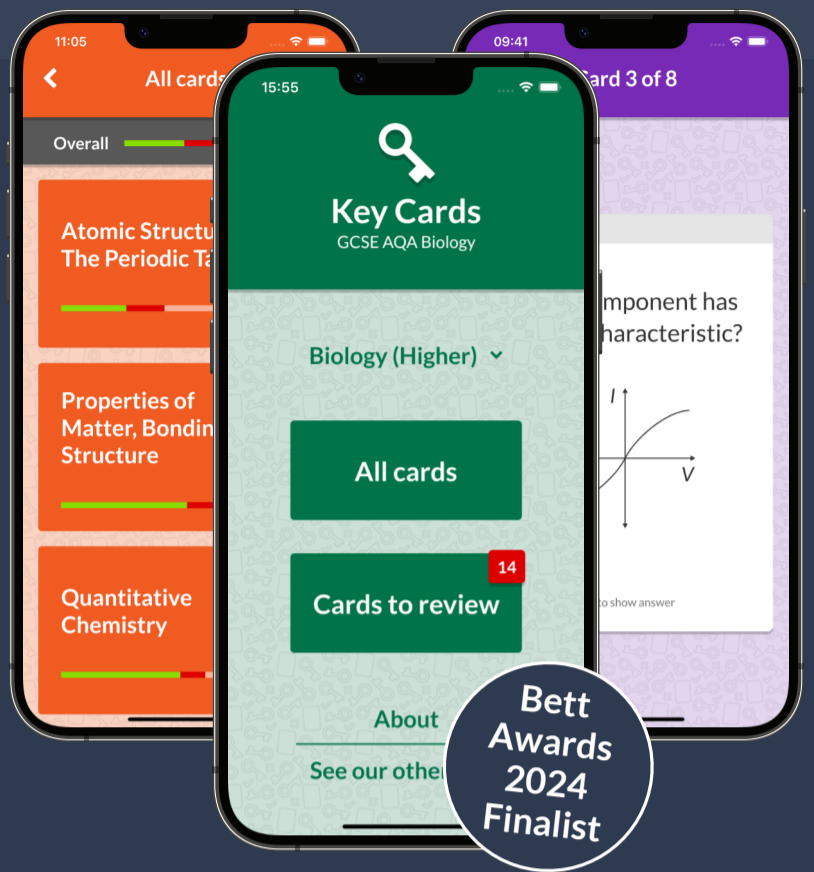 11:05
All cards
Overall
Atomic Structu
The Periodic Ta
Properties of
Matter, Bondin
Structure
Quantitative
Chemistry
15:55
Key Cards
GCSE AQA Biology
Biology (Higher)
All cards
14
Cards to review
About
See our othe
09:41
Card 3 of 8
mponent has
haracteristic?
I
V
to show answer
Bett
Awards
2024
Finalist